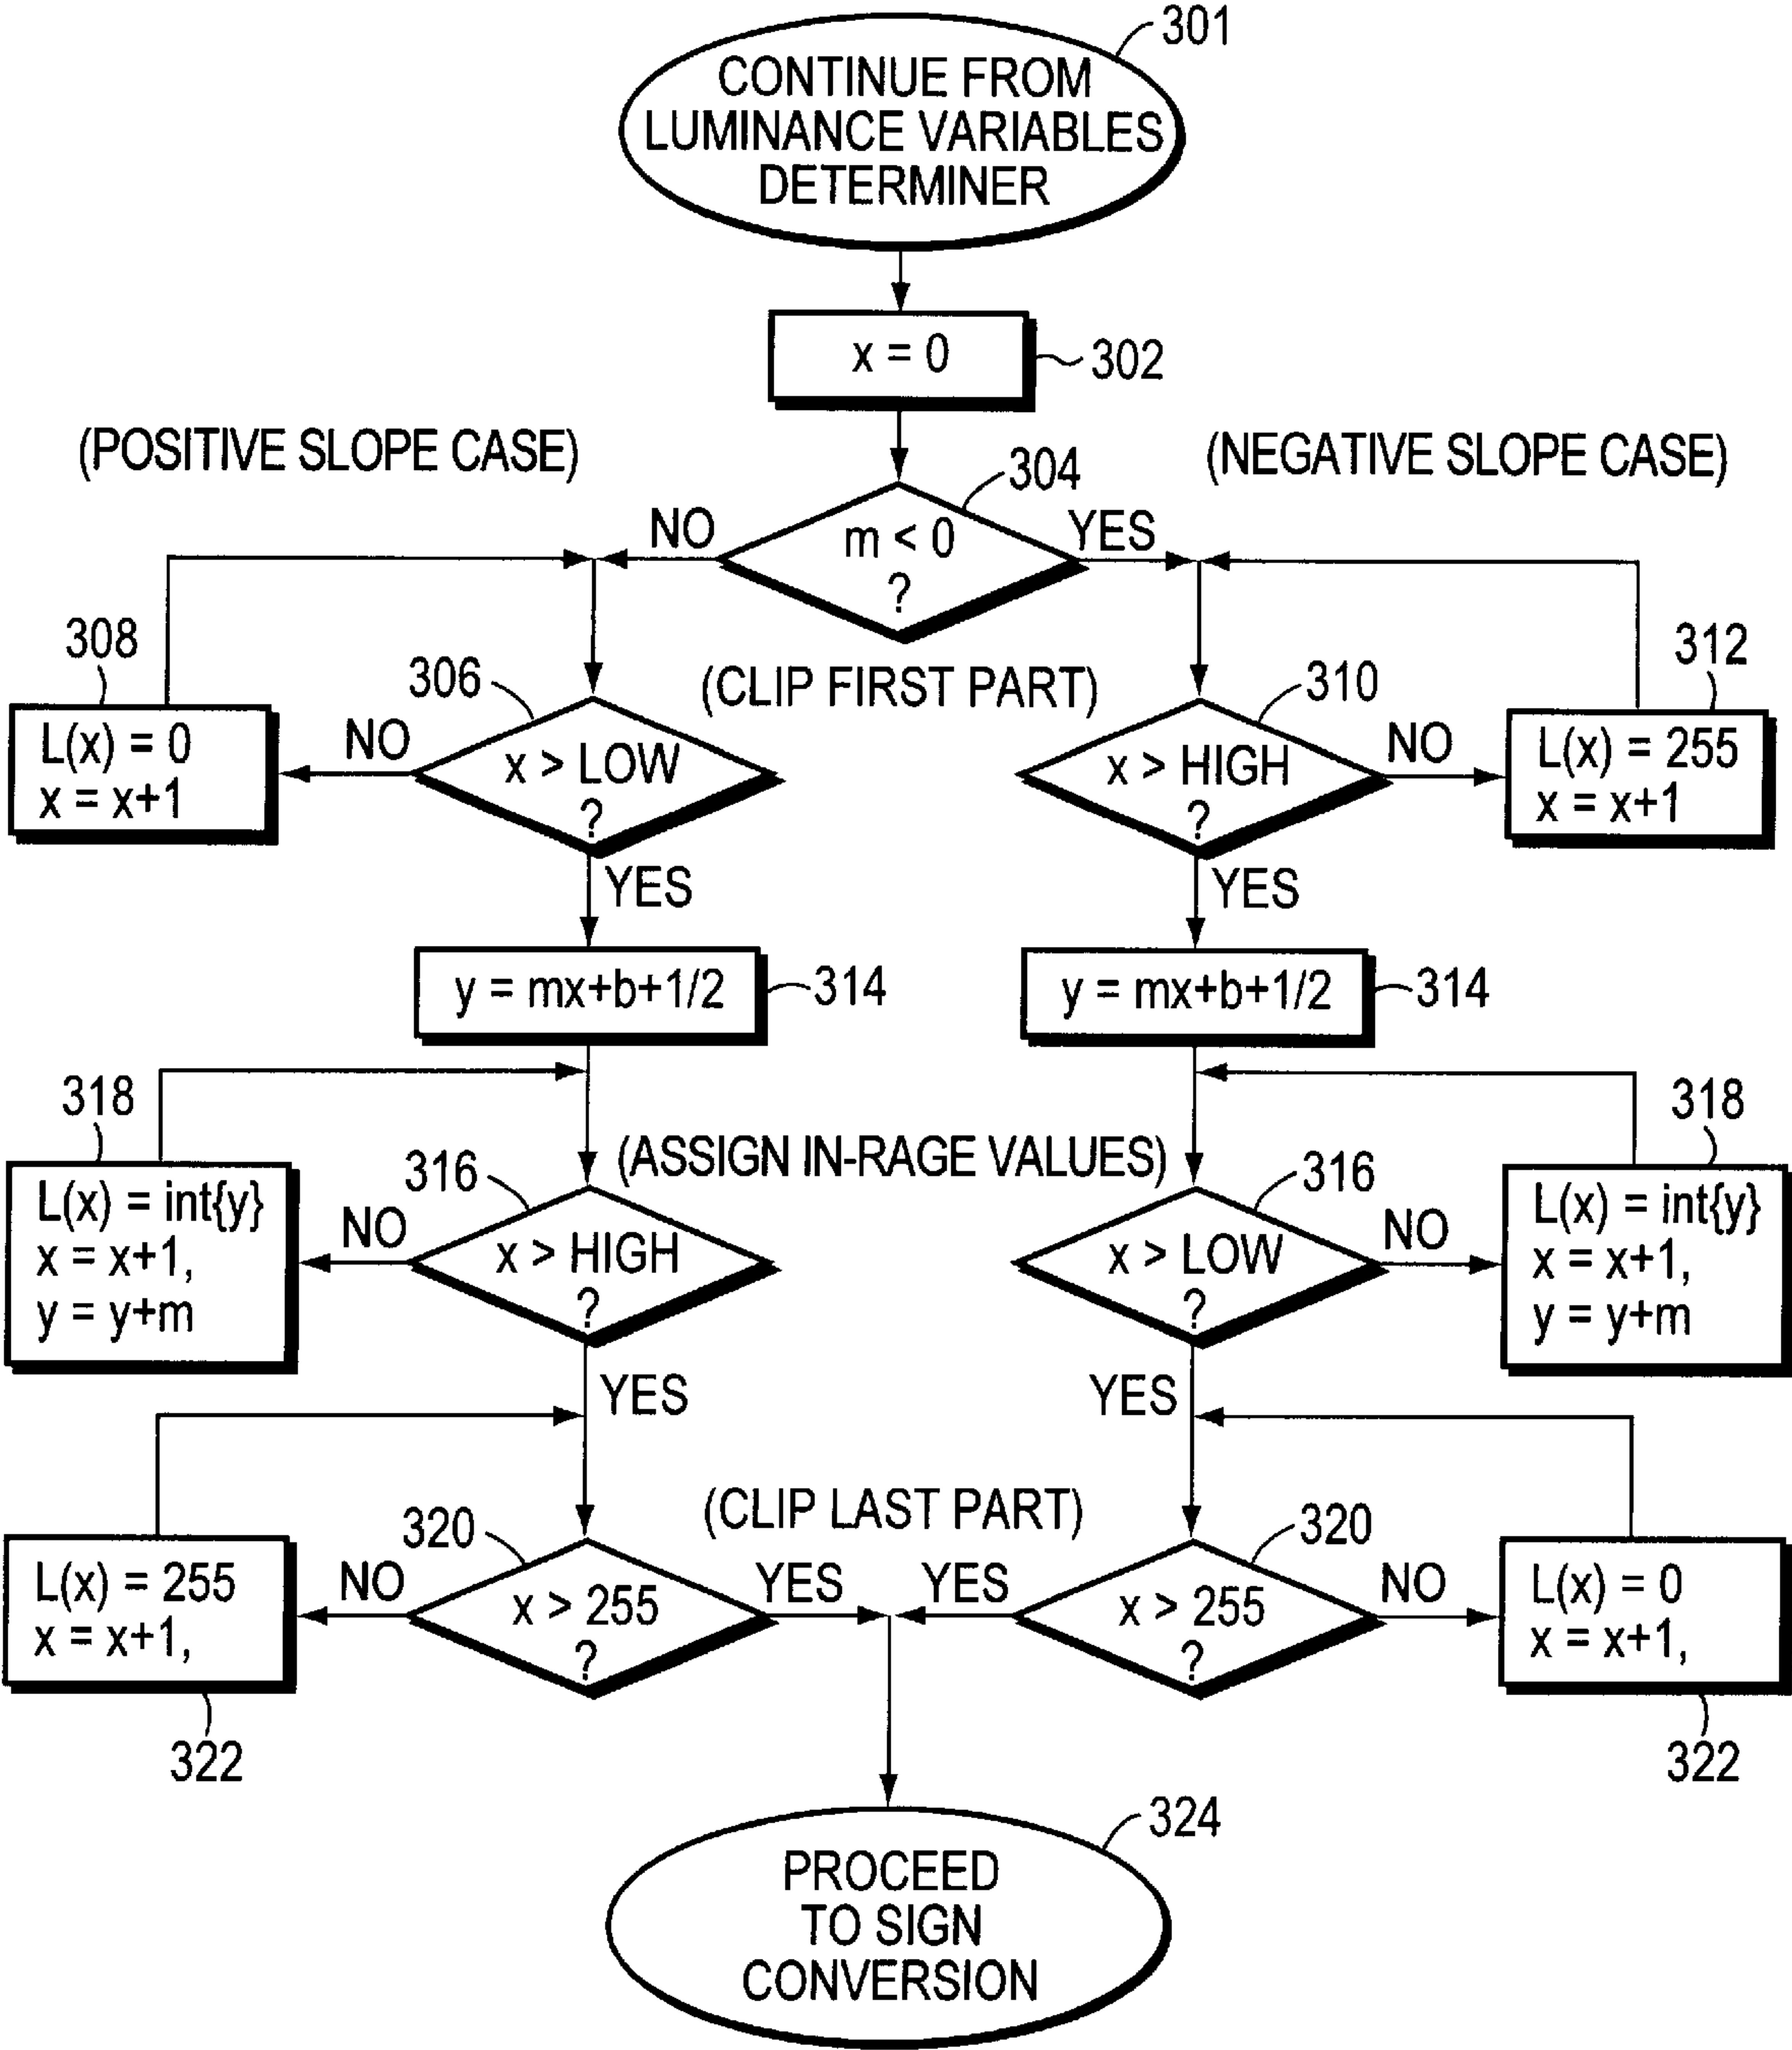 301
CONTINUE FROM
LUMINANCE VARIABLES
DETERMINER
x = 0
302
(POSITIVE SLOPE CASE)
(NEGATIVE SLOPE CASE)
304
NO
m < 0
?
YES
308
L(x) = 0
x = x+1
306
NO
x > LOW
?
(CLIP FIRST PART)
310
x > HIGH
?
NO
312
L(x) = 255
x = x+1
YES
YES
y = mx+b+1/2
314
y = mx+b+1/2
314
318
L(x) = int{y}
x = x+1,
y = y+m
316
NO
x > HIGH
?
(ASSIGN IN-RAGE VALUES)
316
x > LOW
?
NO
318
L(x) = int{y}
x = x+1,
y = y+m
YES
YES
(CLIP LAST PART)
320
L(x) = 255
x = x+1,
322
NO
x > 255
?
YES
YES
320
x > 255
?
NO
L(x) = 0
x = x+1,
322
324
PROCEED
TO SIGN
CONVERSION